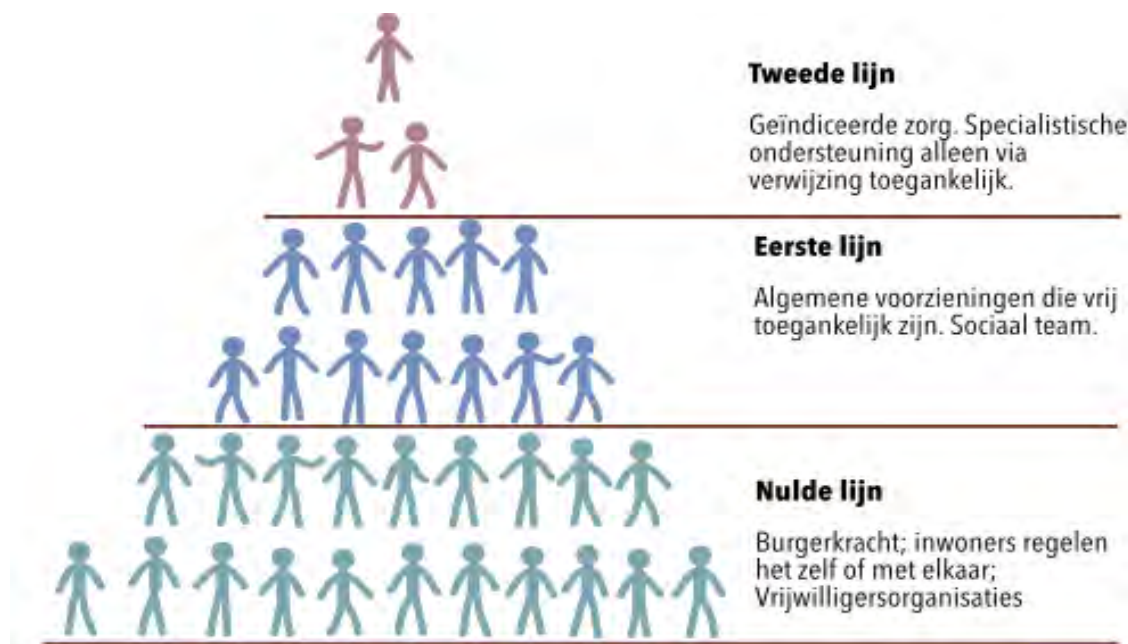 Tweede lijn
Geïndiceerde zorg. Specialistische
ondersteuning alleen via
verwijzing toegankelijk.
Eerste lijn
Algemene voorzieningen die vrij
toegankelijk zijn. Sociaal team.
Nulde lijn
Burgerkracht; inwoners regelen
het zelf of met elkaar;
Vrijwilligersorganisaties